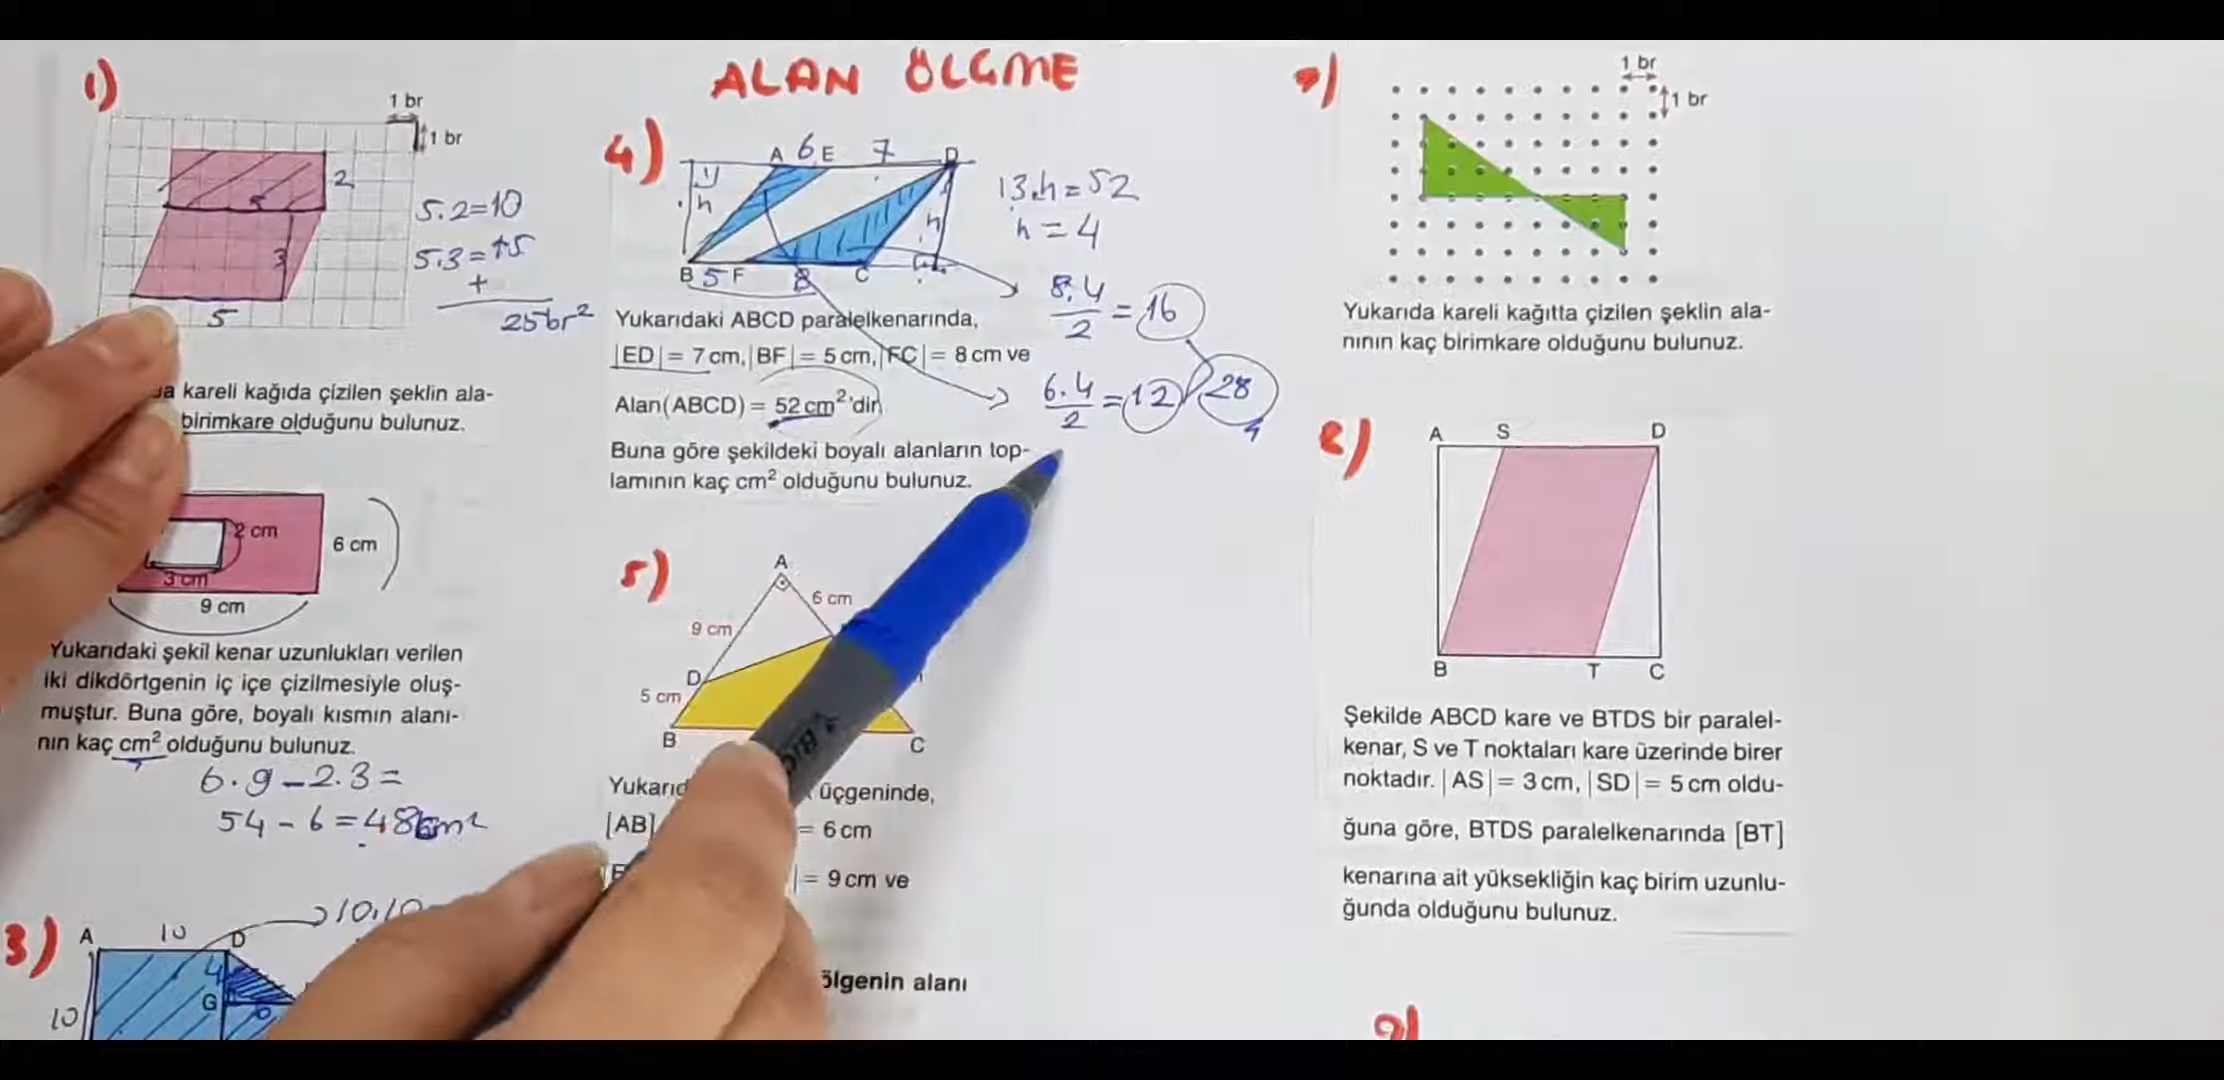 ALAN ÖLÇME
1)
1 br
1 br
2
5
3
5
5.2=10
5.3=15
+
25br²
kareli kağıda çizilen şeklin ala-
birimkare olduğunu bulunuz.
2 cm
3 cm
6 cm
9 cm
Yukarıdaki şekil kenar uzunlukları verilen
iki dikdörtgenin iç içe çizilmesiyle oluş-
muştur. Buna göre, boyalı kısmın alanı-
nın kaç cm² olduğunu bulunuz.
6.9-2.3=
54-6=48cm²
3)
A 10 D
10.10
4
G
6
10
4)
A 6 E 7 D
h
h
B 5 F 8 C
13.h=52
h=4
8.4/2=16
6.4/2=12
28
Yukarıdaki ABCD paralelkenarında,
|ED|= 7 cm, |BF|= 5 cm, |FC|= 8 cm ve
Alan(ABCD)= 52 cm²'dir
Buna göre şekildeki boyalı alanların top-
lamının kaç cm² olduğunu bulunuz.
5)
A
6 cm
9 cm
D
5 cm
B
C
üçgeninde,
[AB] = 6 cm
= 9 cm ve
ölgenin alanı
7)
1 br
1 br
Yukarıda kareli kağıtta çizilen şeklin ala-
nının kaç birimkare olduğunu bulunuz.
8)
A S D
B T C
Şekilde ABCD kare ve BTDS bir paralel-
kenar, S ve T noktaları kare üzerinde birer
noktadır. |AS|= 3 cm, |SD|= 5 cm oldu-
ğuna göre, BTDS paralelkenarında [BT]
kenarına ait yüksekliğin kaç birim uzunlu-
ğunda olduğunu bulunuz.